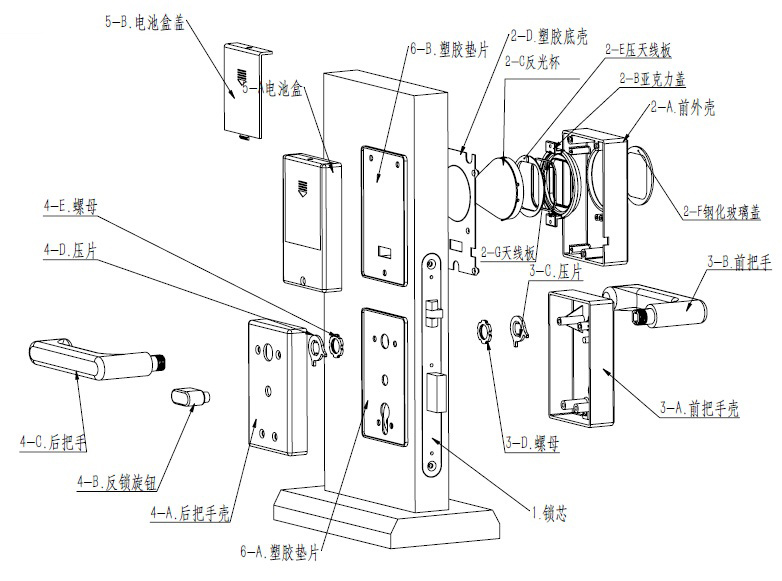 5-B.电池盒盖
6-B.塑胶垫片
2-D.塑胶底壳
2-E压天线板
2-C反光杯
2-B亚克力盖
5-A电池盒
2-A.前外壳
4-E.螺母
2-F钢化玻璃盖
4-D.压片
2-G天线板
3-C.压片
3-B.前把手
3-A.前把手壳
4-C.后把手
3-D.螺母
4-B.反锁旋钮
4-A.后把手壳
1.锁芯
6-A.塑胶垫片